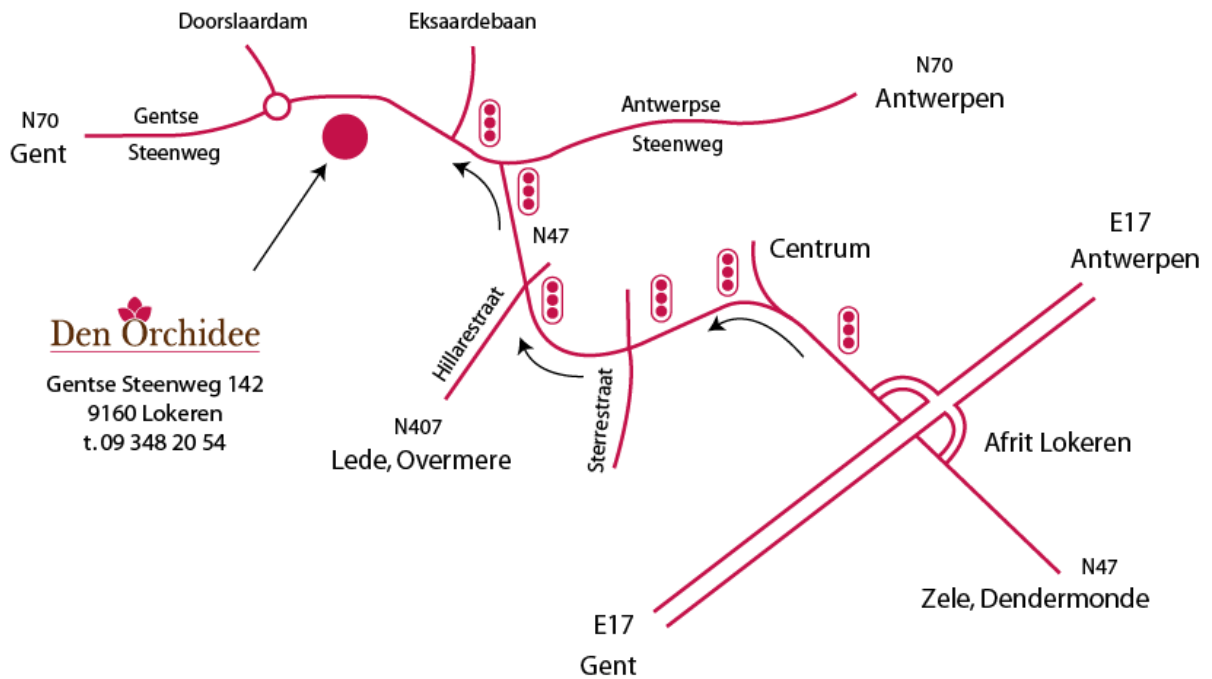 Doorslaardam
Eksaardebaan
N70
Antwerpen
Antwerpse
Steenweg
N70
Gent
Gentse
Steenweg
N47
Centrum
E17
Antwerpen
Den Orchidee
Gentse Steenweg 142
9160 Lokeren
t. 09 348 20 54
Hillarestraat
N407
Lede, Overmere
Sterrestraat
Afrit Lokeren
N47
Zele, Dendermonde
E17
Gent